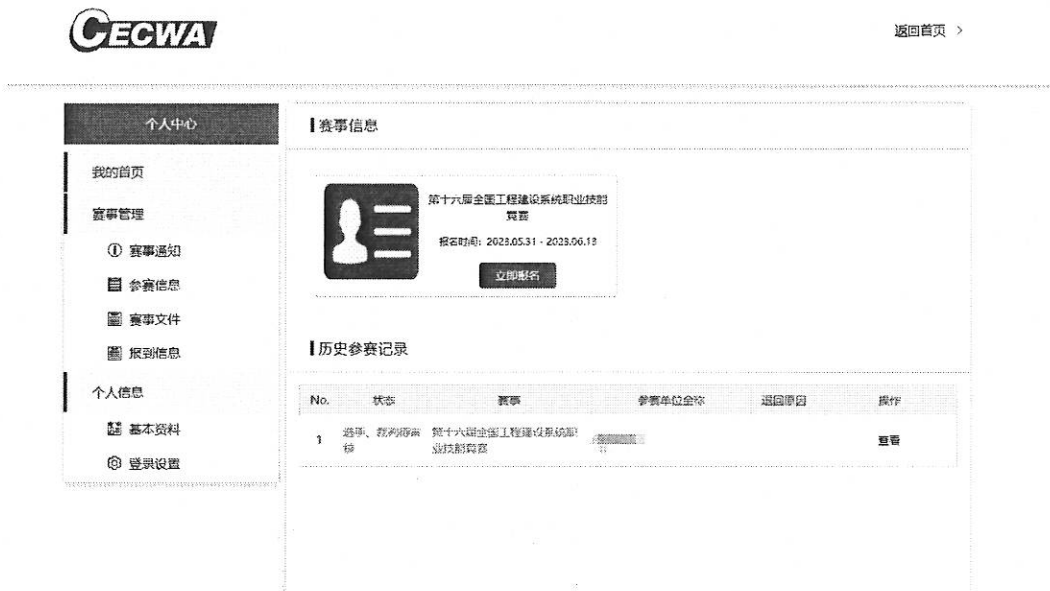 CECWA
返回首页 >
个人中心
我的首页
赛事管理
赛事通知
参赛信息
赛事文件
报到信息
个人信息
基本资料
登录设置
赛事信息
第十六届全国工程建设系统职业技能
竞赛
报名时间：2023.05.31 - 2023.06.13
立即报名
历史参赛记录
No. 状态 赛事 参赛单位全称 退回原因 操作
1 选手、裁判待审 第十六届全国工程建设系统职 查看
核 业技能竞赛